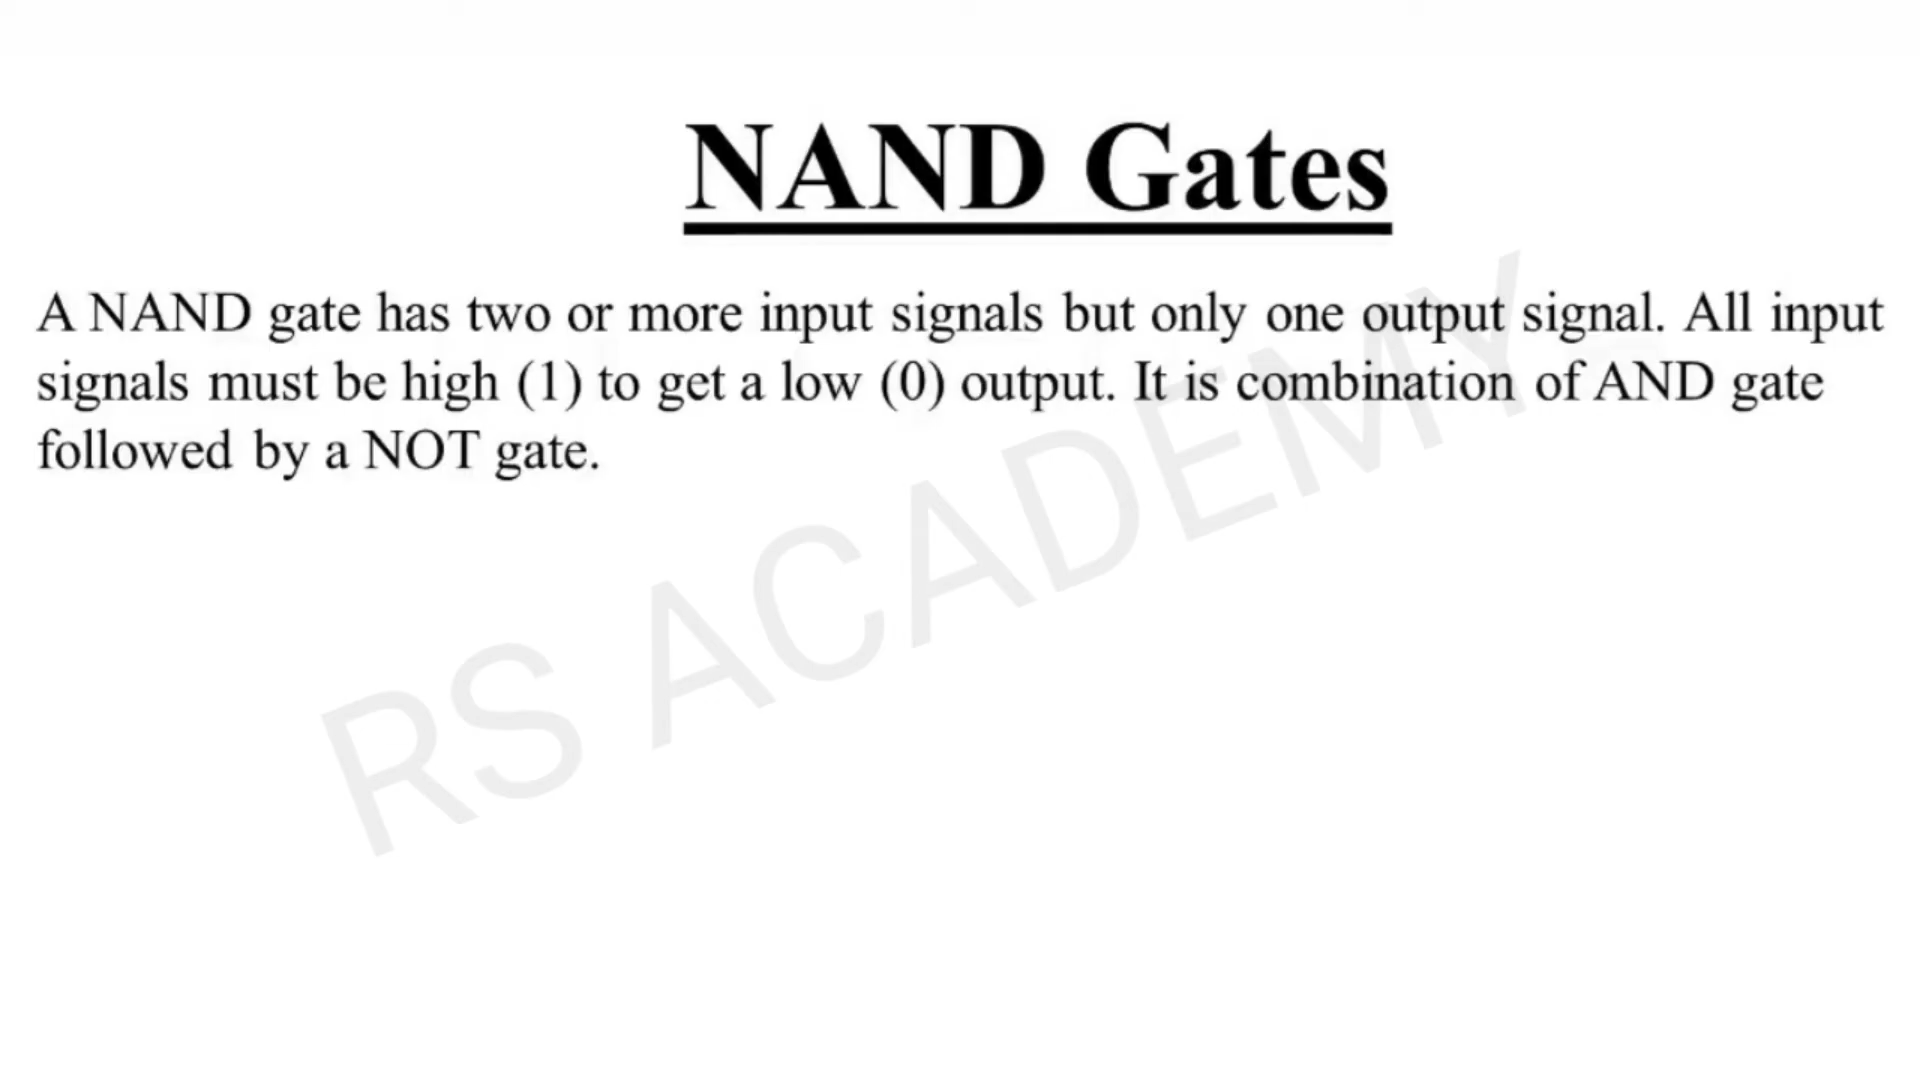 NAND Gates
A NAND gate has two or more input signals but only one output signal. All input
signals must be high (1) to get a low (0) output. It is combination of AND gate
followed by a NOT gate.
RS ACADEMY